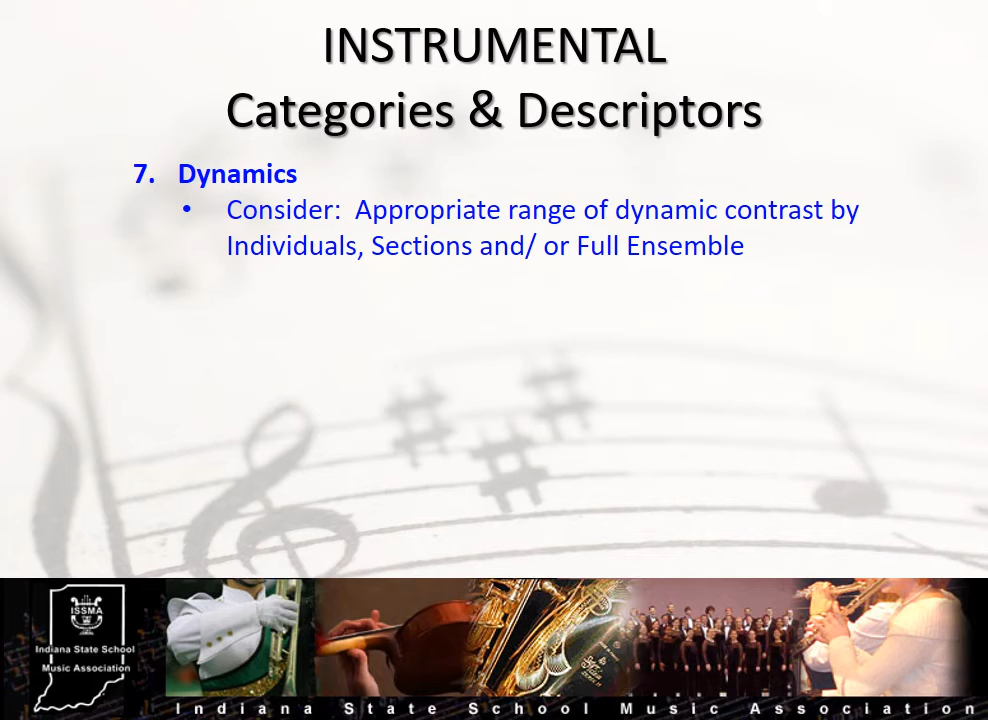 INSTRUMENTAL
Categories & Descriptors
7. Dynamics
• Consider: Appropriate range of dynamic contrast by
Individuals, Sections and/ or Full Ensemble
ISSMA
Indiana State School
Music Association
Indiana State School Music Association